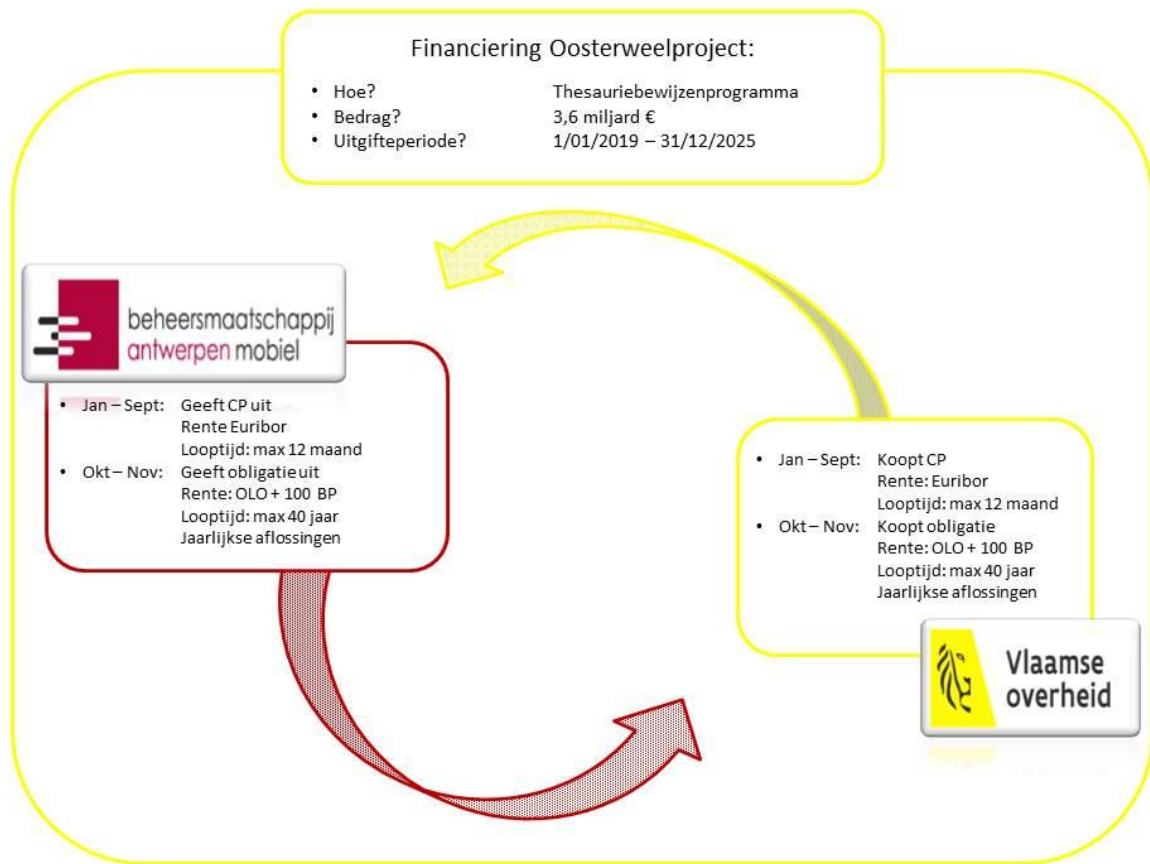 Financiering Oosterweelproject:
• Hoe? Thesauriebewijzenprogramma
• Bedrag? 3,6 miljard €
• Uitgifteperiode? 1/01/2019 – 31/12/2025
beheersmaatschappij
antwerpen mobiel
• Jan – Sept: Geeft CP uit
Rente Euribor
Looptijd: max 12 maand
• Okt – Nov: Geeft obligatie uit
Rente: OLO + 100 BP
Looptijd: max 40 jaar
Jaarlijkse aflossingen
• Jan – Sept: Koopt CP
Rente: Euribor
Looptijd: max 12 maand
• Okt – Nov: Koopt obligatie
Rente: OLO + 100 BP
Looptijd: max 40 jaar
Jaarlijkse aflossingen
Vlaamse
overheid